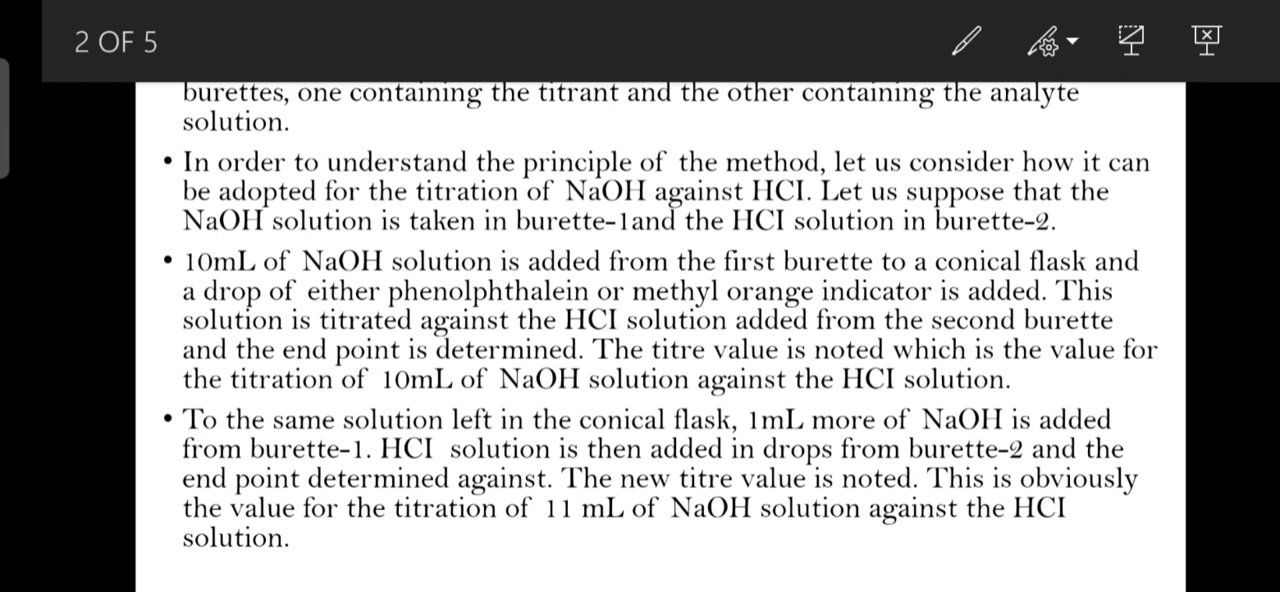 2 OF 5
burettes, one containing the titrant and the other containing the analyte
solution.
• In order to understand the principle of the method, let us consider how it can
be adopted for the titration of NaOH against HCI. Let us suppose that the
NaOH solution is taken in burette-1and the HCI solution in burette-2.
• 10mL of NaOH solution is added from the first burette to a conical flask and
a drop of either phenolphthalein or methyl orange indicator is added. This
solution is titrated against the HCI solution added from the second burette
and the end point is determined. The titre value is noted which is the value for
the titration of 10mL of NaOH solution against the HCI solution.
• To the same solution left in the conical flask, 1mL more of NaOH is added
from burette-1. HCI solution is then added in drops from burette-2 and the
end point determined against. The new titre value is noted. This is obviously
the value for the titration of 11 mL of NaOH solution against the HCI
solution.